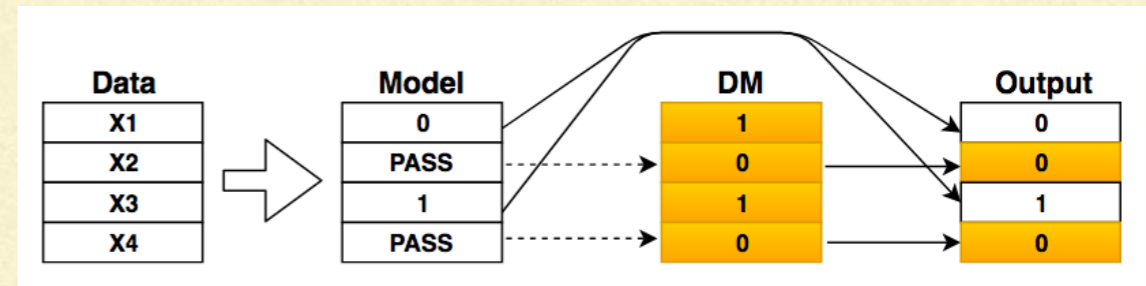 Data Model DM Output
X1 0 1 0
X2 PASS 0 0
X3 1 1 1
X4 PASS 0 0